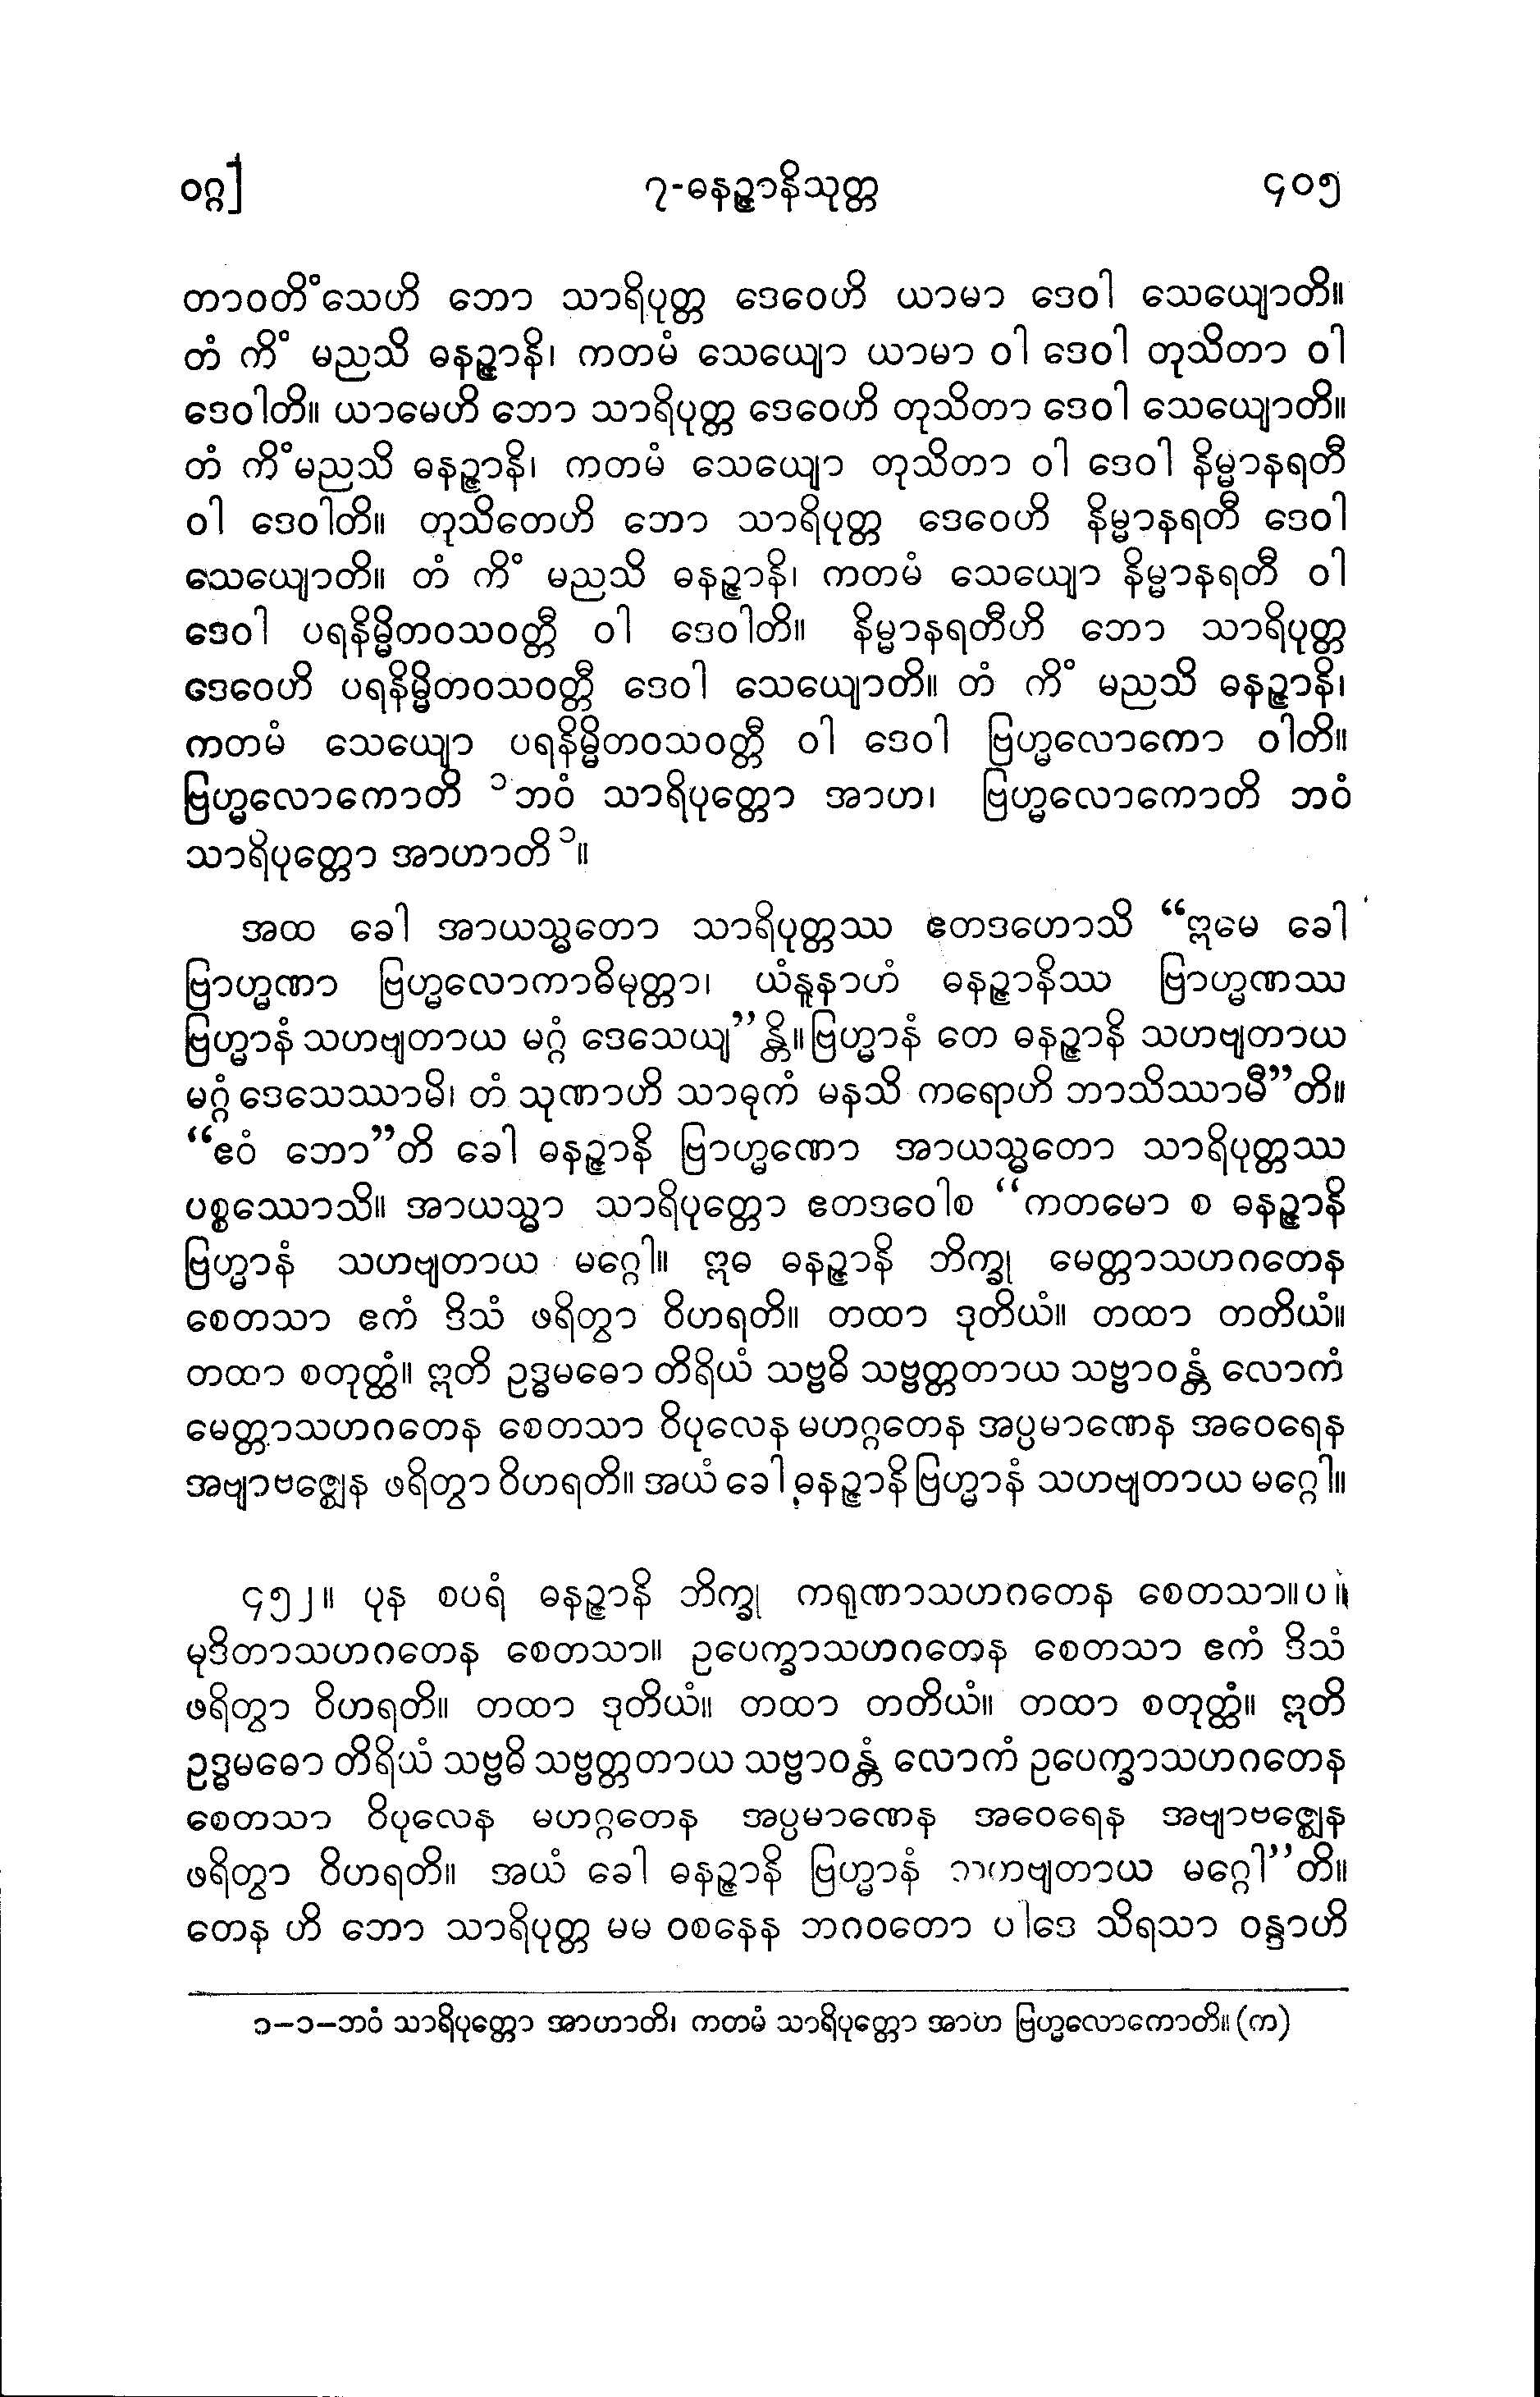 ဝဂ္ဂ] ၇-ဓနဉ္ဇာနိသုတ္တ ၄၀၅
တာဝတိံသေဟိ ဘော သာရိပုတ္တ ဒေဝေဟိ ယာမာ ဒေဝါ သေယျောတိ။
တံ ကိံ မညသိ ဓနဉ္ဇာနိ၊ ကတမံ သေယျော ယာမာ ဝါ ဒေဝါ တုသိတာ ဝါ
ဒေဝါတိ။ ယာမေဟိ ဘော သာရိပုတ္တ ဒေဝေဟိ တုသိတာ ဒေဝါ သေယျောတိ။
တံ ကိံမညသိ ဓနဉ္ဇာနိ၊ ကတမံ သေယျော တုသိတာ ဝါ ဒေဝါ နိမ္မာနရတီ
ဝါ ဒေဝါတိ။ တုသိတေဟိ ဘော သာရိပုတ္တ ဒေဝေဟိ နိမ္မာနရတီ ဒေဝါ
သေယျောတိ။ တံ ကိံ မညသိ ဓနဉ္ဇာနိ၊ ကတမံ သေယျော နိမ္မာနရတီ ဝါ
ဒေဝါ ပရနိမ္မိတဝသဝတ္တီ ဝါ ဒေဝါတိ။ နိမ္မာနရတီဟိ ဘော သာရိပုတ္တ
ဒေဝေဟိ ပရနိမ္မိတဝသဝတ္တီ ဒေဝါ သေယျောတိ။ တံ ကိံ မညသိ ဓနဉ္ဇာနိ၊
ကတမံ သေယျော ပရနိမ္မိတဝသဝတ္တီ ဝါ ဒေဝါ ဗြဟ္မလောကော ဝါတိ။
ဗြဟ္မလောကောတိ ၁ဘဝံ သာရိပုတ္တော အာဟ၊ ဗြဟ္မလောကောတိ ဘဝံ
သာရိပုတ္တော အာဟာတိ၁။
အထ ခေါ အာယသ္မတော သာရိပုတ္တဿ ဧတဒဟောသိ “ဣမေ ခေါ
ဗြာဟ္မဏာ ဗြဟ္မလောကာဓိမုတ္တာ၊ ယံနူနာဟံ ဓနဉ္ဇာနိဿ ဗြာဟ္မဏဿ
ဗြဟ္မာနံ သဟဗျတာယ မဂ္ဂံ ဒေသေယျ”န္တိ။ ဗြဟ္မာနံ တေ ဓနဉ္ဇာနိ သဟဗျတာယ
မဂ္ဂံ ဒေသေဿာမိ၊ တံ သုဏာဟိ သာဓုကံ မနသိ ကရောဟိ ဘာသိဿာမီ”တိ။
“ဧဝံ ဘော”တိ ခေါ ဓနဉ္ဇာနိ ဗြာဟ္မဏော အာယသ္မတော သာရိပုတ္တဿ
ပစ္စဿောသိ။ အာယသ္မာ သာရိပုတ္တော ဧတဒဝေါစ “ကတမော စ ဓနဉ္ဇာနိ
ဗြဟ္မာနံ သဟဗျတာယ မဂ္ဂေါ။ ဣဓ ဓနဉ္ဇာနိ ဘိက္ခု မေတ္တာသဟဂတေန
စေတသာ ဧကံ ဒိသံ ဖရိတွာ ဝိဟရတိ။ တထာ ဒုတိယံ။ တထာ တတိယံ။
တထာ စတုတ္ထံ။ ဣတိ ဥဒ္ဓမဓော တိရိယံ သဗ္ဗဓိ သဗ္ဗတ္တတာယ သဗ္ဗာဝန္တံ လောကံ
မေတ္တာသဟဂတေန စေတသာ ဝိပုလေန မဟဂ္ဂတေန အပ္ပမာဏေန အဝေရေန
အဗျာဗဇ္ဈေန ဖရိတွာ ဝိဟရတိ။ အယံ ခေါ ဓနဉ္ဇာနိ ဗြဟ္မာနံ သဟဗျတာယ မဂ္ဂေါ။
၄၅၂။ ပုန စပရံ ဓနဉ္ဇာနိ ဘိက္ခု ကရုဏာသဟဂတေန စေတသာ။ပ။
မုဒိတာသဟဂတေန စေတသာ။ ဥပေက္ခာသဟဂတေန စေတသာ ဧကံ ဒိသံ
ဖရိတွာ ဝိဟရတိ။ တထာ ဒုတိယံ။ တထာ တတိယံ။ တထာ စတုတ္ထံ။ ဣတိ
ဥဒ္ဓမဓော တိရိယံ သဗ္ဗဓိ သဗ္ဗတ္တတာယ သဗ္ဗာဝန္တံ လောကံ ဥပေက္ခာသဟဂတေန
စေတသာ ဝိပုလေန မဟဂ္ဂတေန အပ္ပမာဏေန အဝေရေန အဗျာဗဇ္ဈေန
ဖရိတွာ ဝိဟရတိ။ အယံ ခေါ ဓနဉ္ဇာနိ ဗြဟ္မာနံ သဟဗျတာယ မဂ္ဂေါ”တိ။
တေန ဟိ ဘော သာရိပုတ္တ မမ ဝစနေန ဘဂဝတော ပါဒေ သိရသာ ဝန္ဒာဟိ
၁-၁-ဘဝံ သာရိပုတ္တော အာဟာတိ၊ ကတမံ သာရိပုတ္တော အာဟ ဗြဟ္မလောကောတိ။ (က)